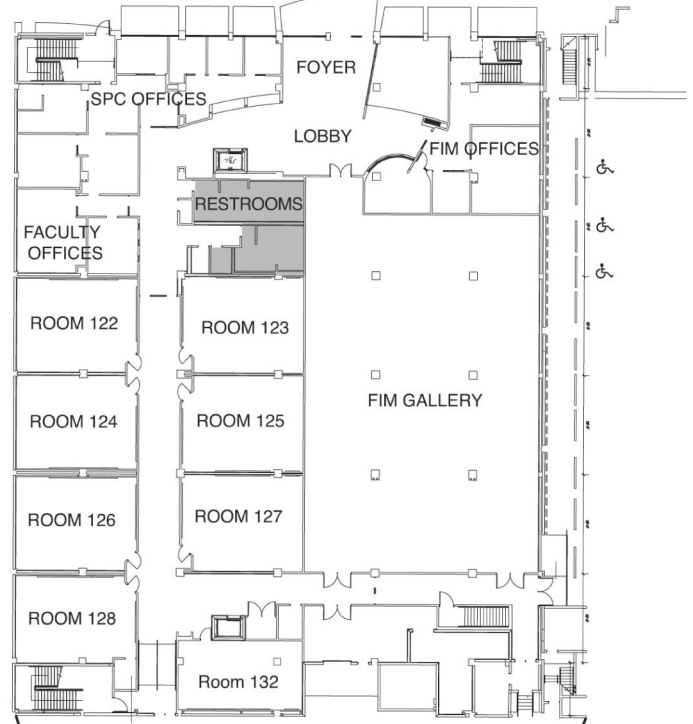 FOYER
SPC OFFICES
LOBBY
FIM OFFICES
RESTROOMS
FACULTY
OFFICES
ROOM 122
ROOM 123
ROOM 124
ROOM 125
FIM GALLERY
ROOM 126
ROOM 127
ROOM 128
Room 132